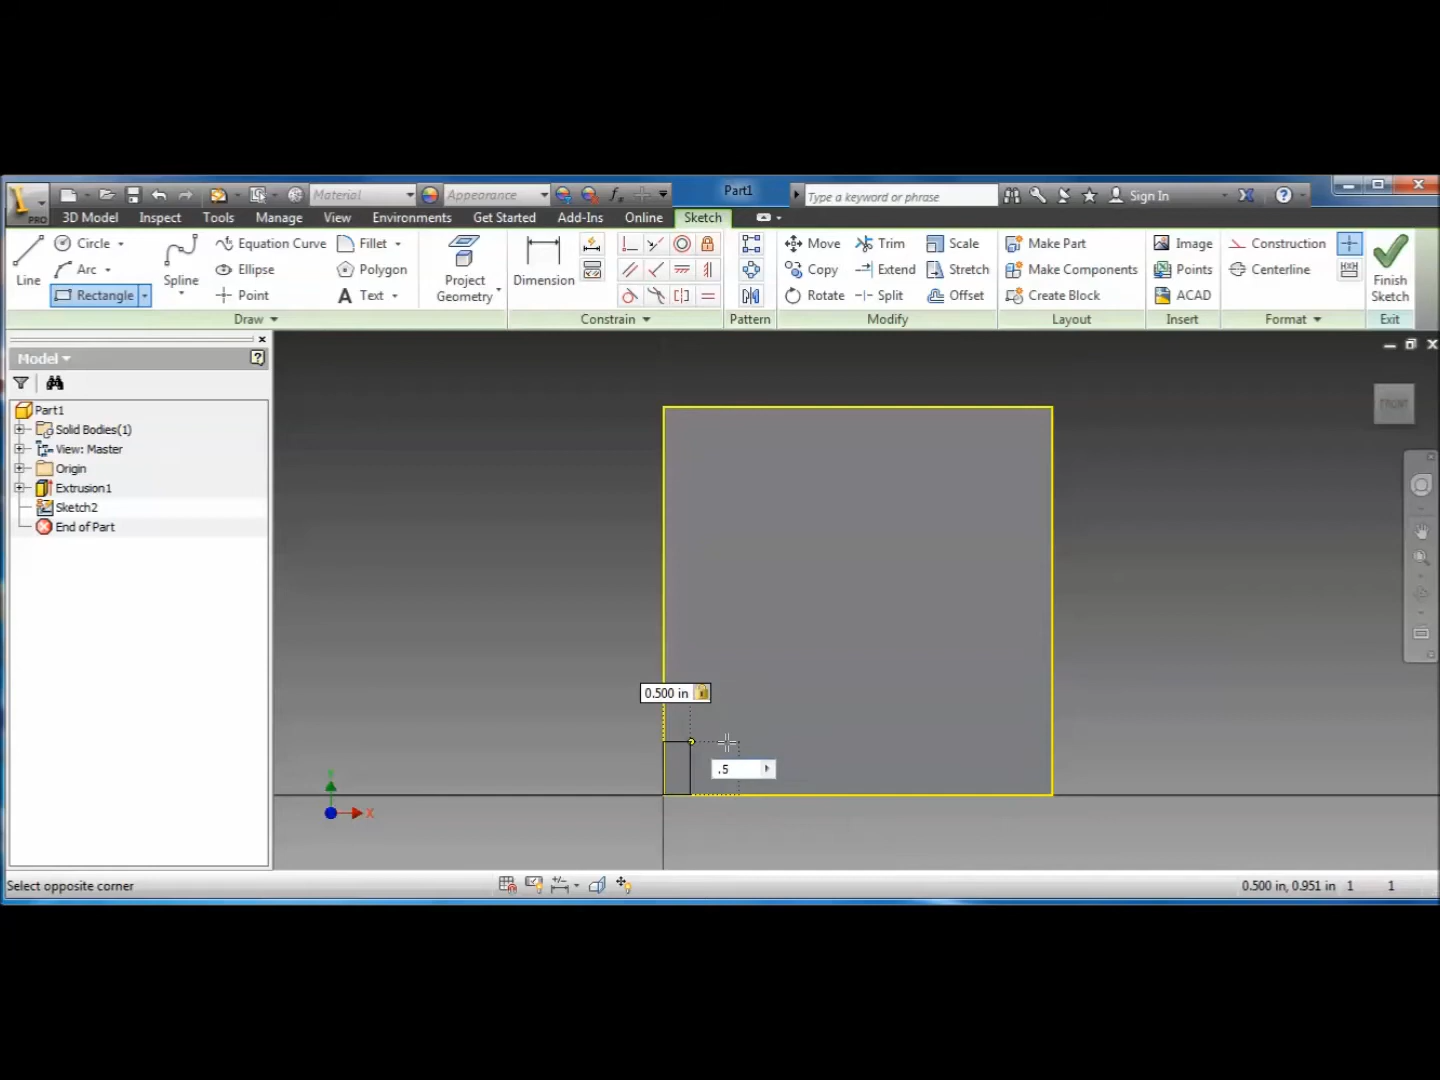 Material
Appearance
Part1
Type a keyword or phrase
Sign In
PRO
3D Model
Inspect
Tools
Manage
View
Environments
Get Started
Add-Ins
Online
Sketch
Line
Circle
Arc
Rectangle
Spline
Equation Curve
Ellipse
Point
Fillet
Polygon
Text
Project Geometry
Dimension
Move
Copy
Rotate
Trim
Extend
Split
Scale
Stretch
Offset
Make Part
Make Components
Create Block
Image
Points
ACAD
Construction
Centerline
Finish Sketch
Draw
Constrain
Pattern
Modify
Layout
Insert
Format
Exit
Model
Part1
Solid Bodies(1)
View: Master
Origin
Extrusion1
Sketch2
End of Part
FRONT
0.500 in
.5
X
Select opposite corner
0.500 in, 0.951 in 1 1